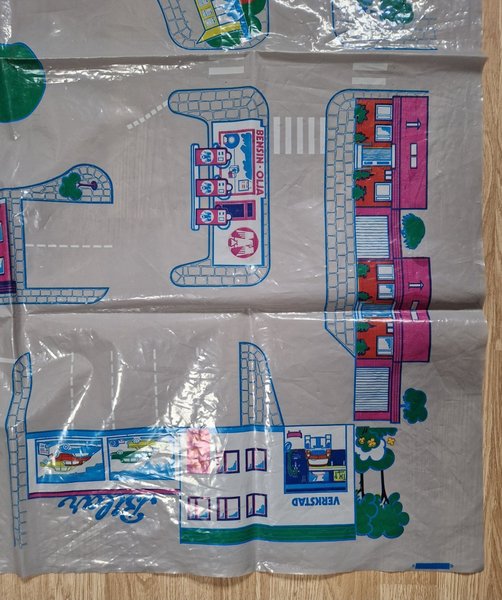 BENSIN · OLJA
Bilar
VERKSTAD